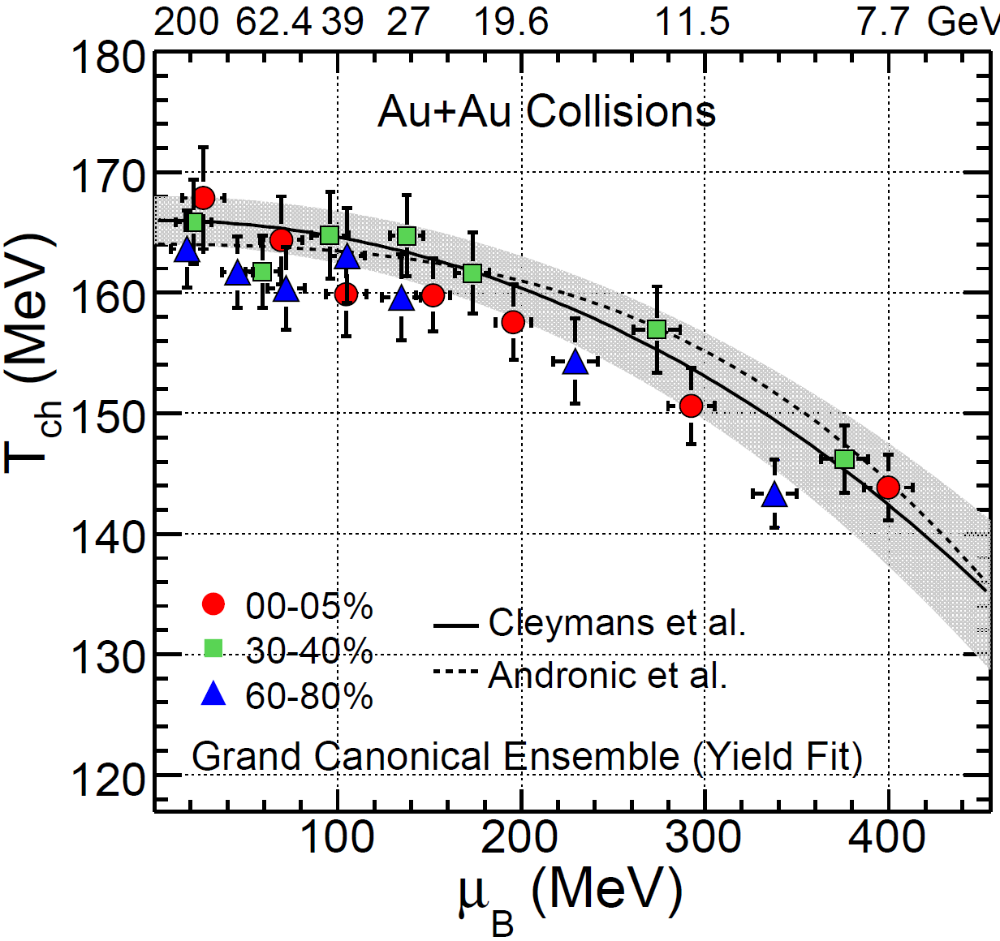 200 62.4 39 27 19.6 11.5 7.7 GeV
Au+Au Collisions
180
170
160
150
140
130
120
T_ch (MeV)
00-05%
30-40%
60-80%
Cleymans et al.
Andronic et al.
Grand Canonical Ensemble (Yield Fit)
100 200 300 400
μ_B (MeV)